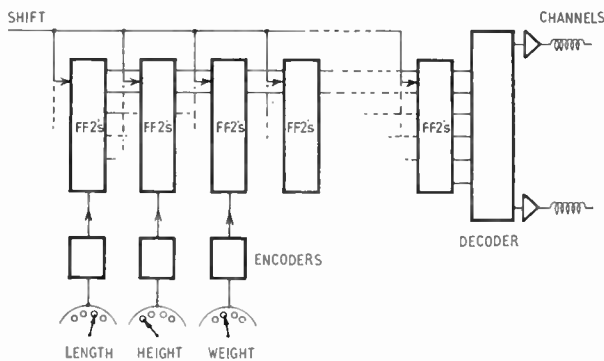 SHIFT CHANNELS
FF2's FF2's FF2's FF2's FF2's
ENCODERS
DECODER
LENGTH HEIGHT WEIGHT